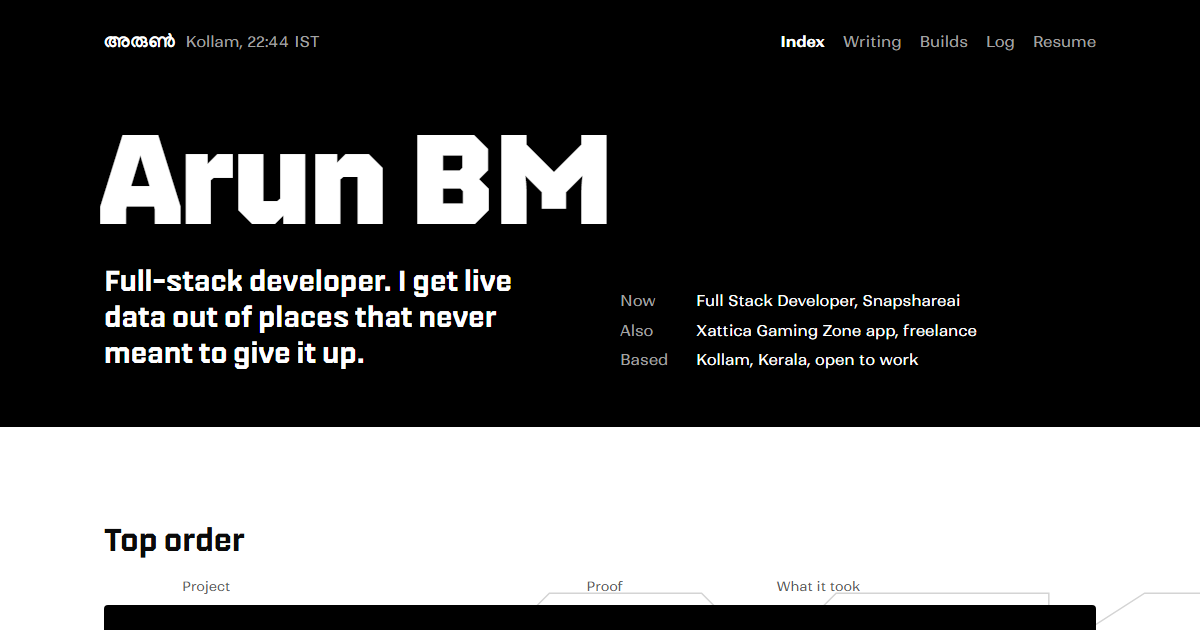 അരുൺ Kollam, 22:44 IST
Index Writing Builds Log Resume
Arun BM
Full-stack developer. I get live
data out of places that never
meant to give it up.
Now Full Stack Developer, Snapshareai
Also Xattica Gaming Zone app, freelance
Based Kollam, Kerala, open to work
Top order
Project Proof What it took